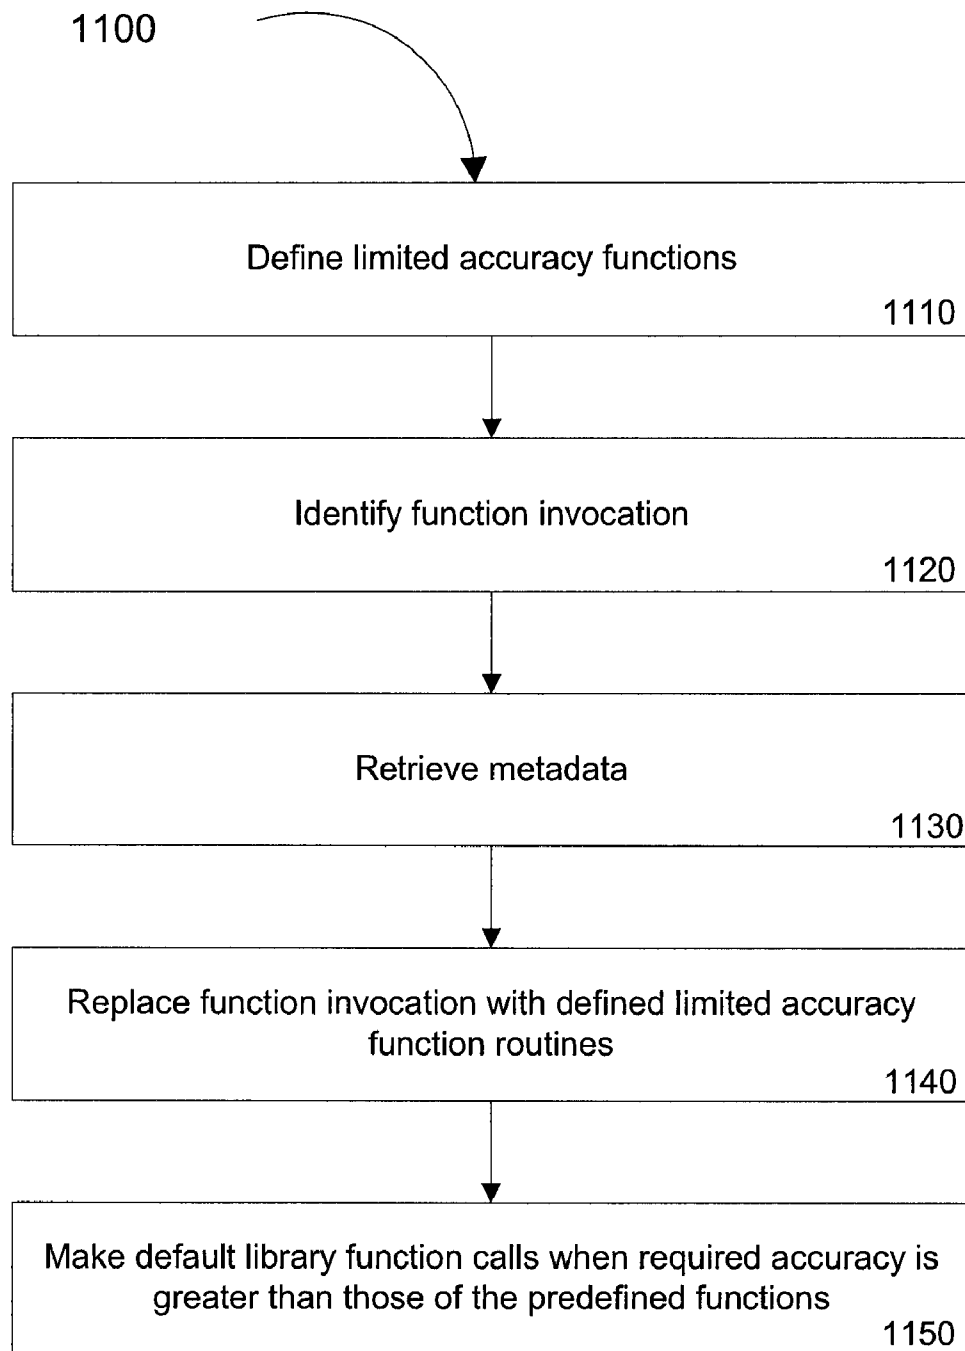 1100
Define limited accuracy functions
1110
Identify function invocation
1120
Retrieve metadata
1130
Replace function invocation with defined limited accuracy
function routines
1140
Make default library function calls when required accuracy is
greater than those of the predefined functions
1150